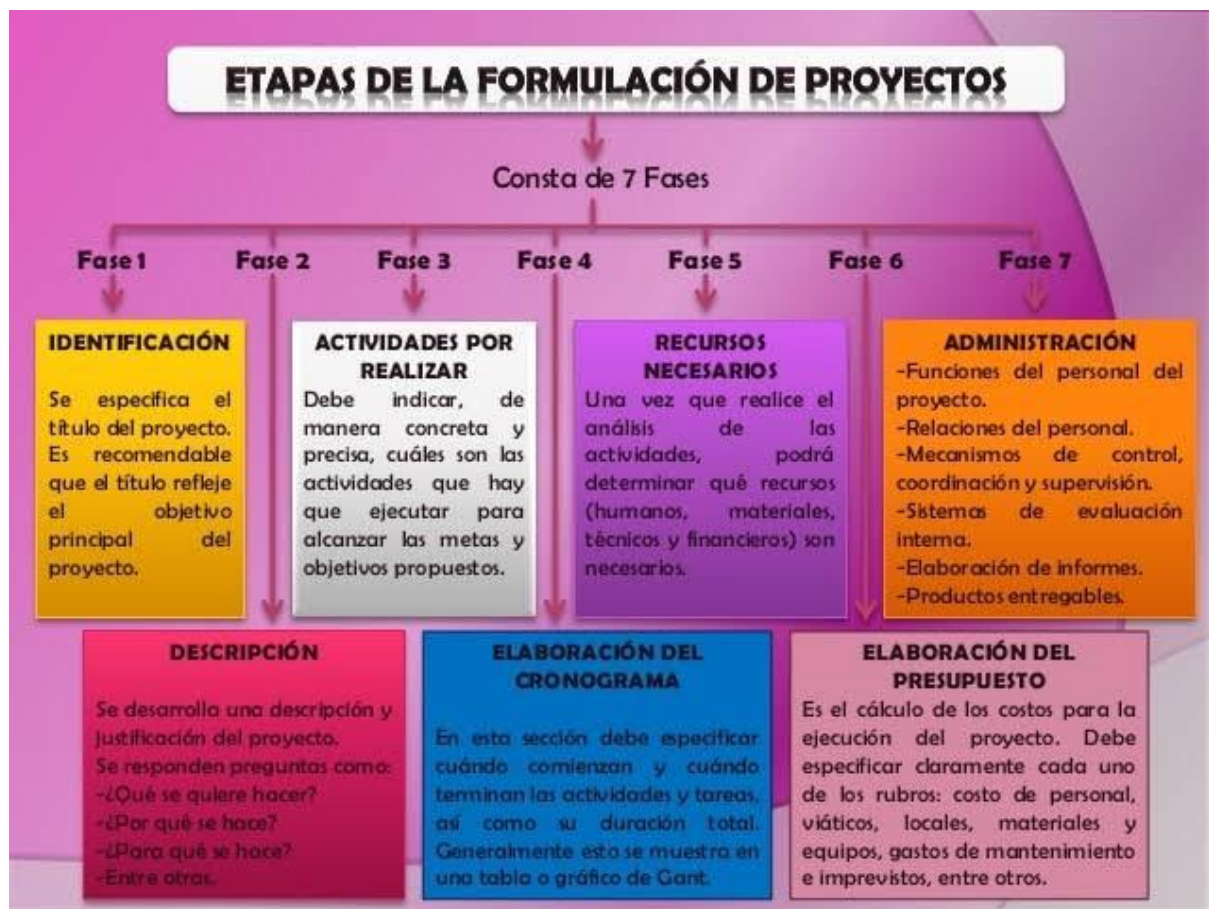 ETAPAS DE LA FORMULACIÓN DE PROYECTOS
Consta de 7 Fases
Fase 1
Fase 2
Fase 3
Fase 4
Fase 5
Fase 6
Fase 7
IDENTIFICACIÓN
Se especifica el
título del proyecto.
Es recomendable
que el título refleje
el objetivo
principal del
proyecto.
ACTIVIDADES POR
REALIZAR
Debe indicar, de
manera concreta y
precisa, cuáles son las
actividades que hay
que ejecutar para
alcanzar las metas y
objetivos propuestos.
RECURSOS
NECESARIOS
Una vez que realice el
análisis de las
actividades, podrá
determinar qué recursos
(humanos, materiales,
técnicos y financieros) son
necesarios.
ADMINISTRACIÓN
-Funciones del personal del
proyecto.
-Relaciones del personal.
-Mecanismos de control,
coordinación y supervisión.
-Sistemas de evaluación
interna.
-Elaboración de informes.
-Productos entregables.
DESCRIPCIÓN
Se desarrolla una descripción y
justificación del proyecto.
Se responden preguntas como:
-¿Qué se quiere hacer?
-¿Por qué se hace?
-¿Para qué se hace?
-Entre otras.
ELABORACIÓN DEL
CRONOGRAMA
En esta sección debe especificar
cuándo comienzan y cuándo
terminan las actividades y tareas,
así como su duración total.
Generalmente esto se muestra en
una tabla o gráfico de Gant.
ELABORACIÓN DEL
PRESUPUESTO
Es el cálculo de los costos para la
ejecución del proyecto. Debe
especificar claramente cada uno
de los rubros: costo de personal,
viáticos, locales, materiales y
equipos, gastos de mantenimiento
e imprevistos, entre otros.